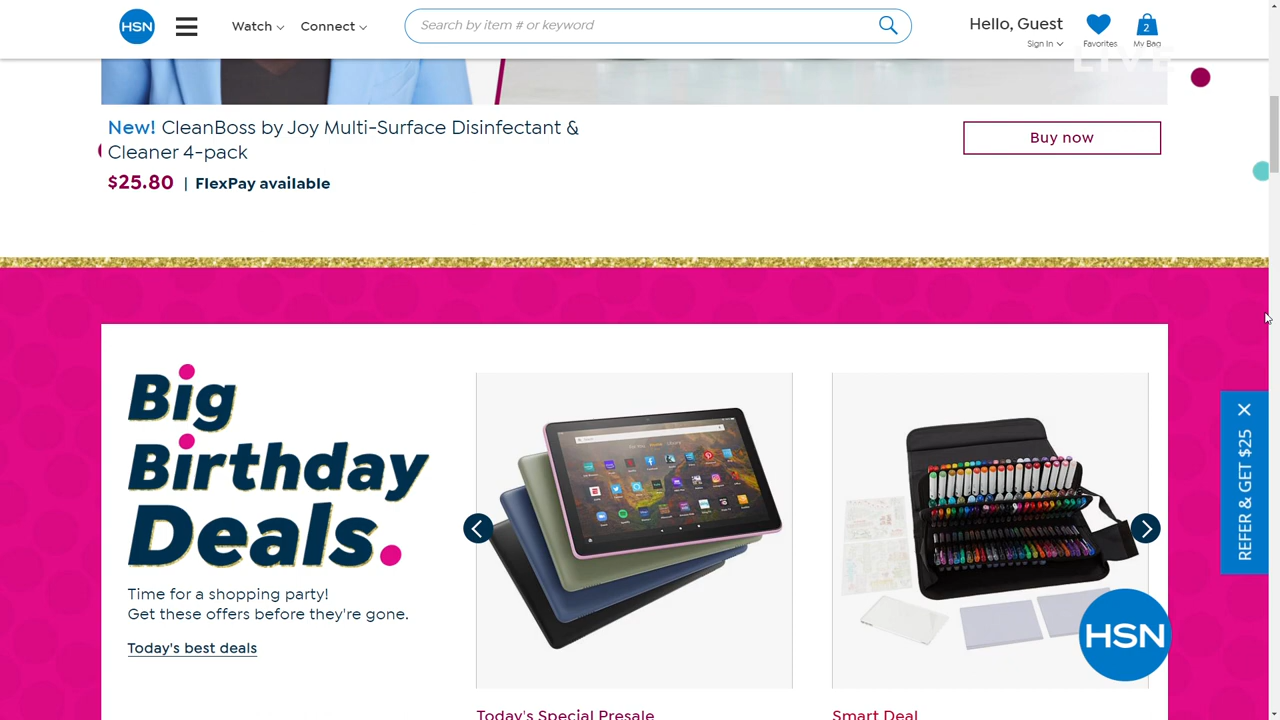 HSN
Watch
Connect
Search by item # or keyword
Hello, Guest
Sign In
Favorites
2
My Bag
LIVE
New! CleanBoss by Joy Multi-Surface Disinfectant &
Cleaner 4-pack
Buy now
$25.80 | FlexPay available
Big
Birthday
Deals.
Time for a shopping party!
Get these offers before they're gone.
Today's best deals
REFER & GET $25
HSN
Today's Special Presale
Smart Deal